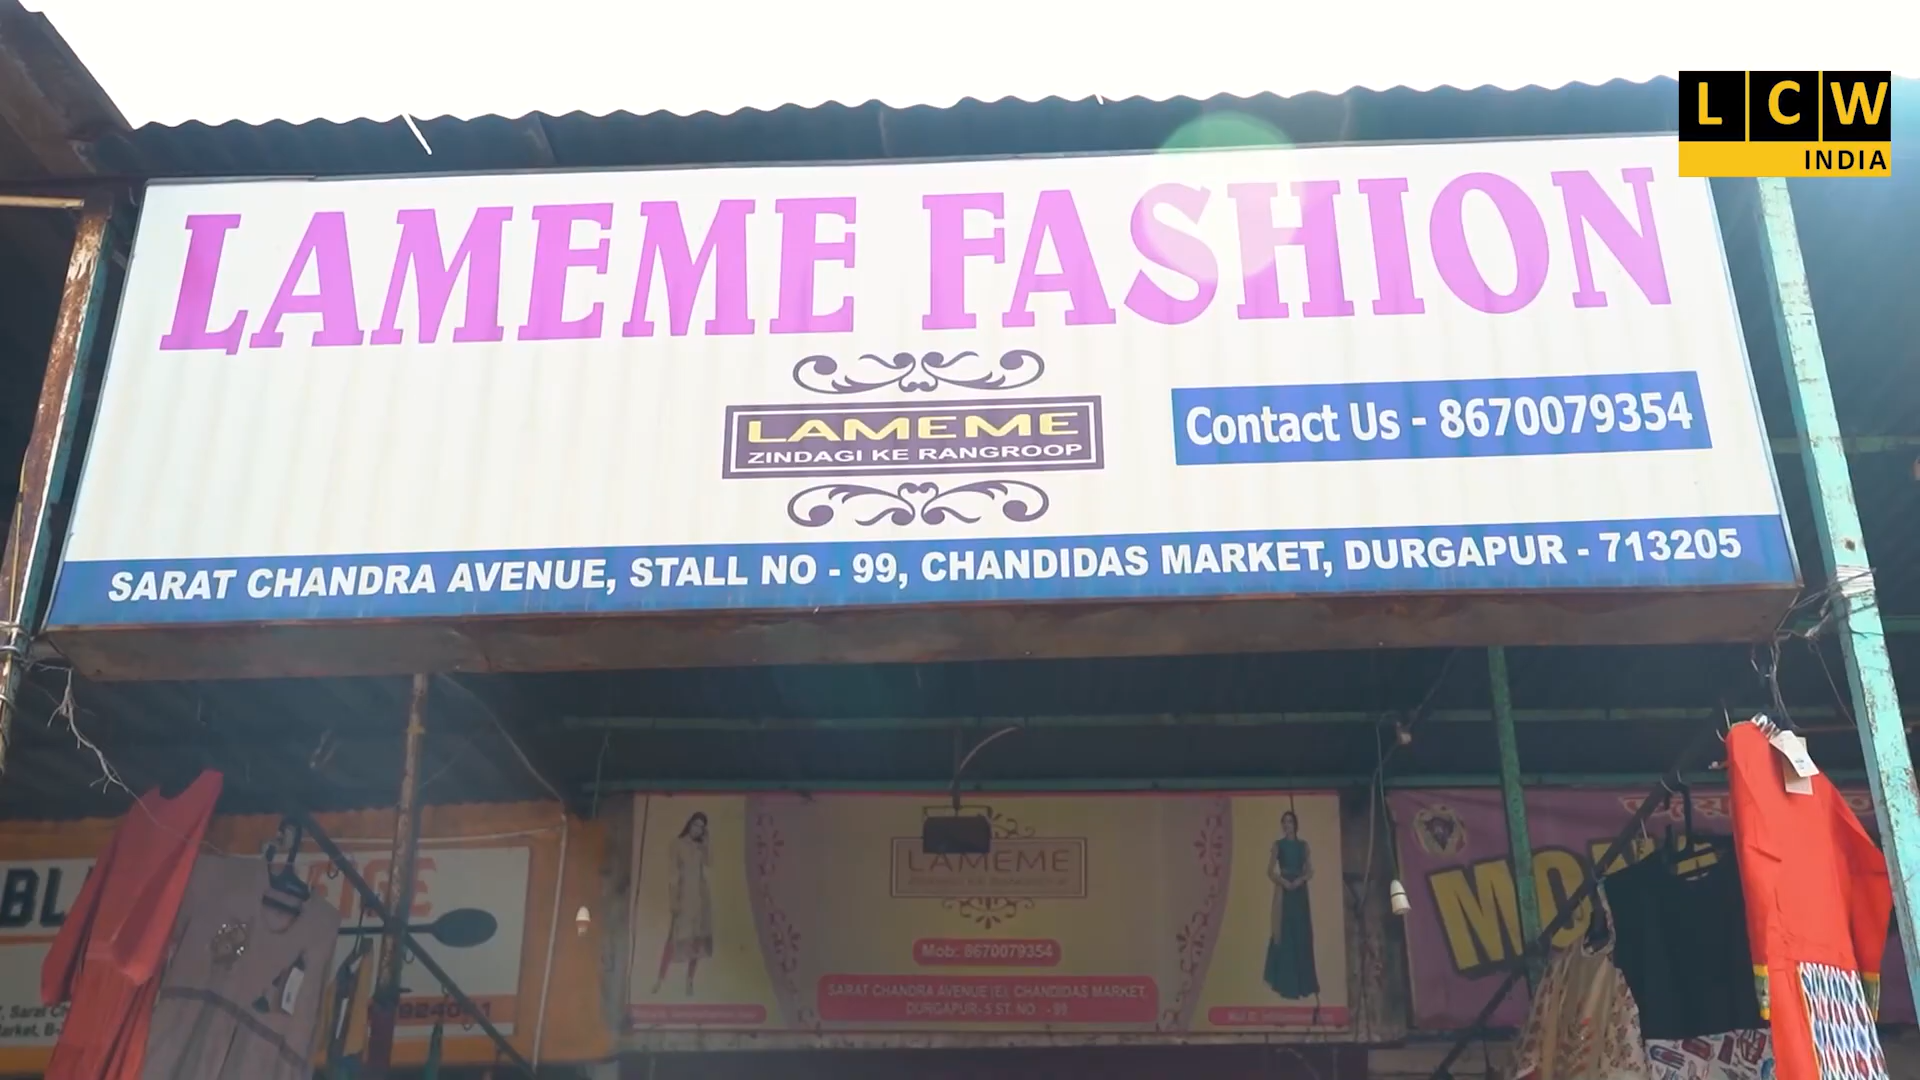 L C W
INDIA
LAMEME FASHION
LAMEME
ZINDAGI KE RANGROOP
Contact Us - 8670079354
SARAT CHANDRA AVENUE, STALL NO - 99, CHANDIDAS MARKET, DURGAPUR - 713205
LAMEME
Mob: 8670079354
SARAT CHANDRA AVENUE (E), CHANDIDAS MARKET,
DURGAPUR-5 ST. NO. - 99